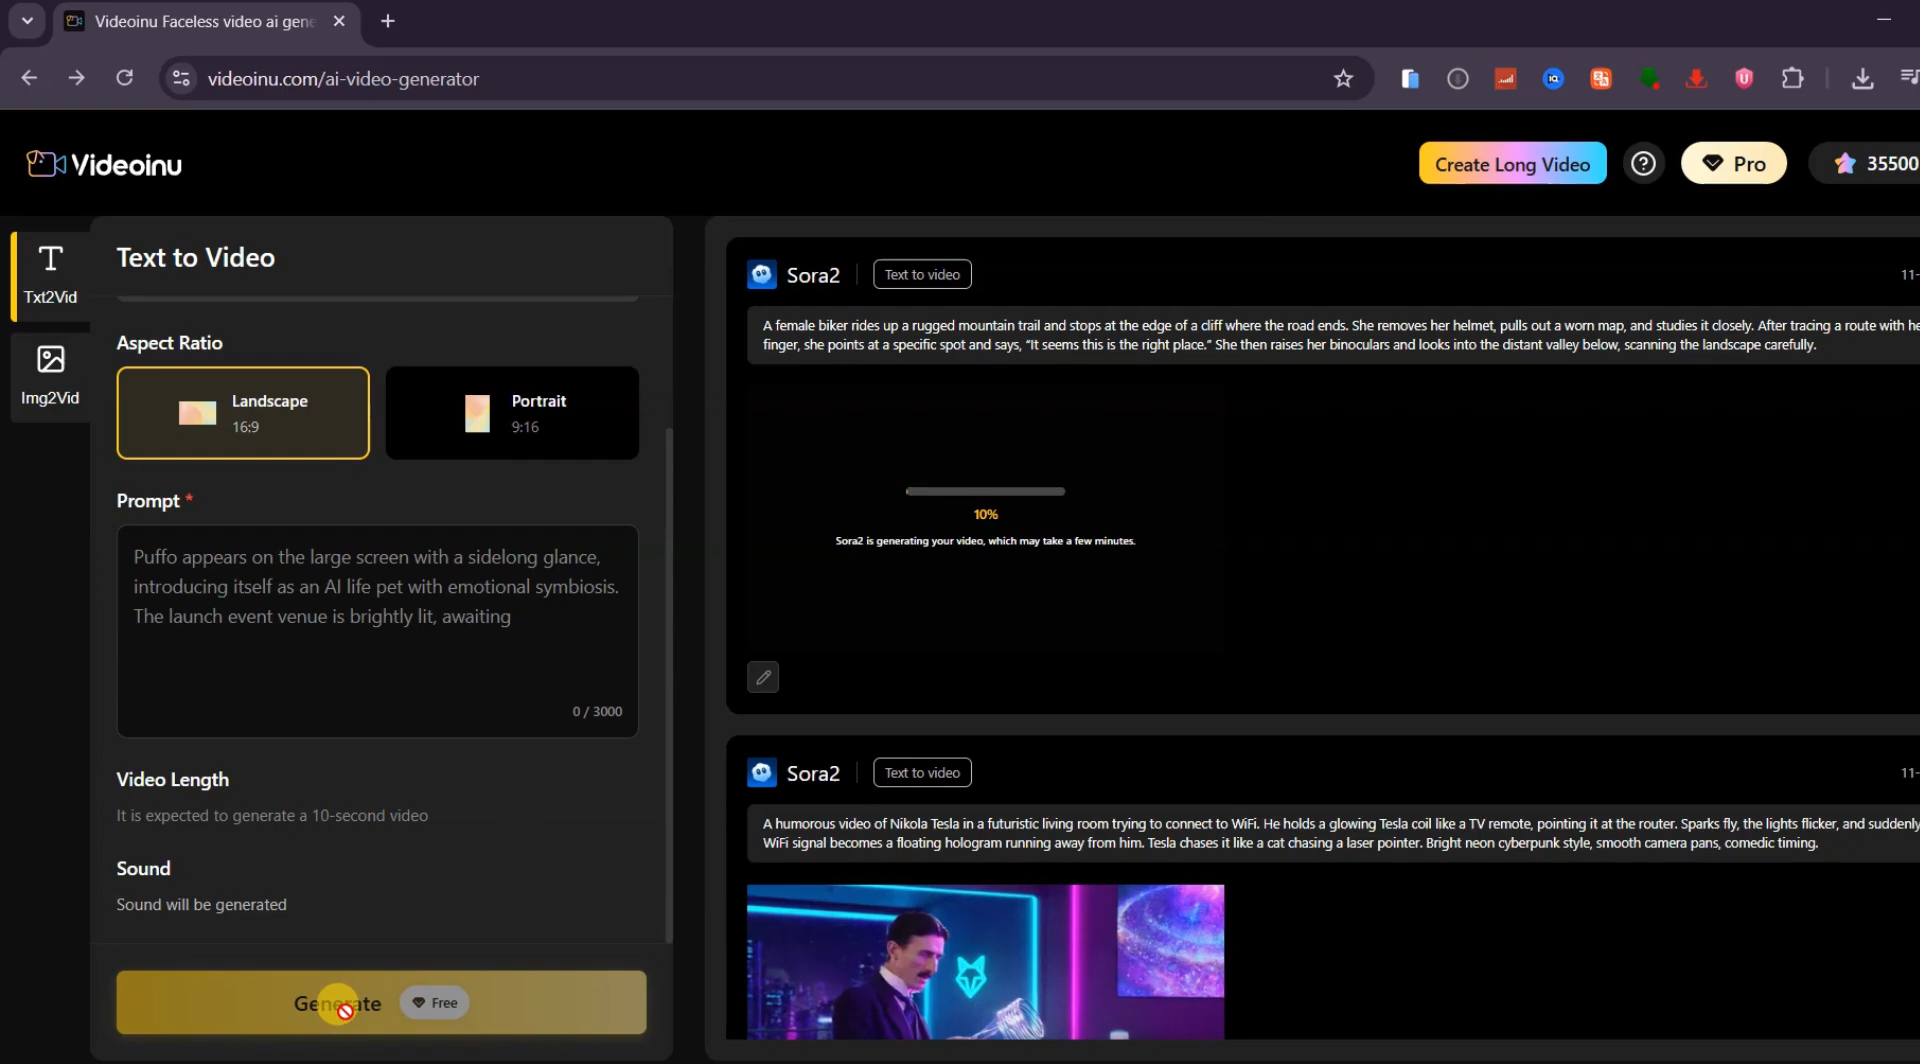 Videoinu Faceless video ai gene
videoinu.com/ai-video-generator
Videoinu
Create Long Video
Pro
35500
Txt2Vid
Img2Vid
Text to Video
Aspect Ratio
Landscape
16:9
Portrait
9:16
Prompt *
Puffo appears on the large screen with a sidelong glance,
introducing itself as an AI life pet with emotional symbiosis.
The launch event venue is brightly lit, awaiting
0 / 3000
Video Length
It is expected to generate a 10-second video
Sound
Sound will be generated
Generate
Free
Sora2
Text to video
11-
A female biker rides up a rugged mountain trail and stops at the edge of a cliff where the road ends. She removes her helmet, pulls out a worn map, and studies it closely. After tracing a route with he
finger, she points at a specific spot and says, “It seems this is the right place.” She then raises her binoculars and looks into the distant valley below, scanning the landscape carefully.
10%
Sora2 is generating your video, which may take a few minutes.
Sora2
Text to video
11-
A humorous video of Nikola Tesla in a futuristic living room trying to connect to WiFi. He holds a glowing Tesla coil like a TV remote, pointing it at the router. Sparks fly, the lights flicker, and suddenly
WiFi signal becomes a floating hologram running away from him. Tesla chases it like a cat chasing a laser pointer. Bright neon cyberpunk style, smooth camera pans, comedic timing.